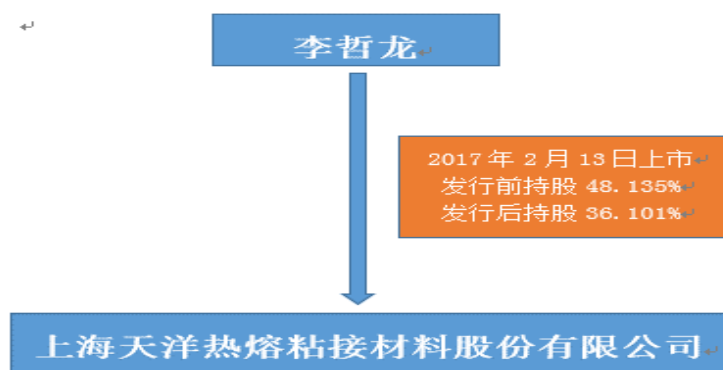 李哲龙
2017年2月13日上市
发行前持股 48.135%
发行后持股 36.101%
上海天洋热熔粘接材料股份有限公司